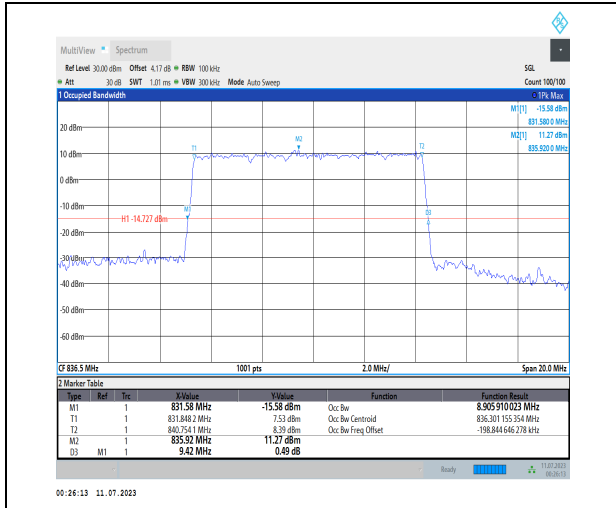 MultiView Spectrum
Ref Level 30.00 dBm Offset 4.17 dB RBW 100 kHz SGL
Att 30 dB SWT 1.01 ms VBW 300 kHz Mode Auto Sweep Count 100/100
1 Occupied Bandwidth 1Pk Max
M1[1] -15.58 dBm
831.5800 MHz
M2[1] 11.27 dBm
835.9200 MHz
20 dBm
M2
T1 T2
10 dBm
0 dBm
-10 dBm
M1 D3
H1 -14.727 dBm
-20 dBm
-30 dBm
-40 dBm
-50 dBm
-60 dBm
CF 836.5 MHz 1001 pts 2.0 MHz/ Span 20.0 MHz
2 Marker Table
Type Ref Trc X-Value Y-Value Function Function Result
M1 1 831.58 MHz -15.58 dBm Occ Bw 8.905 910 023 MHz
T1 1 831.848 2 MHz 7.53 dBm Occ Bw Centroid 836.301 155 354 MHz
T2 1 840.754 1 MHz 8.39 dBm Occ Bw Freq Offset -198.844 646 278 kHz
M2 1 835.92 MHz 11.27 dBm
D3 M1 1 9.42 MHz 0.49 dB
Ready 11.07.2023
00:26:13
00:26:13 11.07.2023